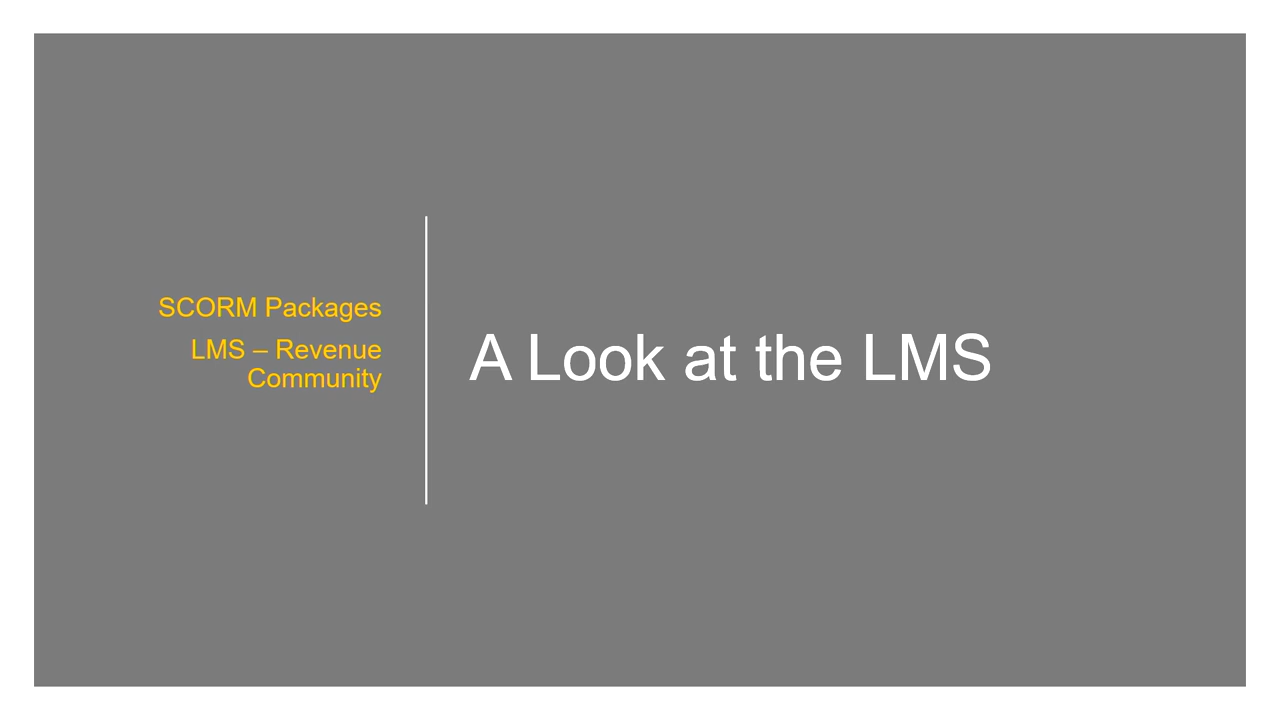 SCORM Packages
LMS – Revenue
Community
A Look at the LMS